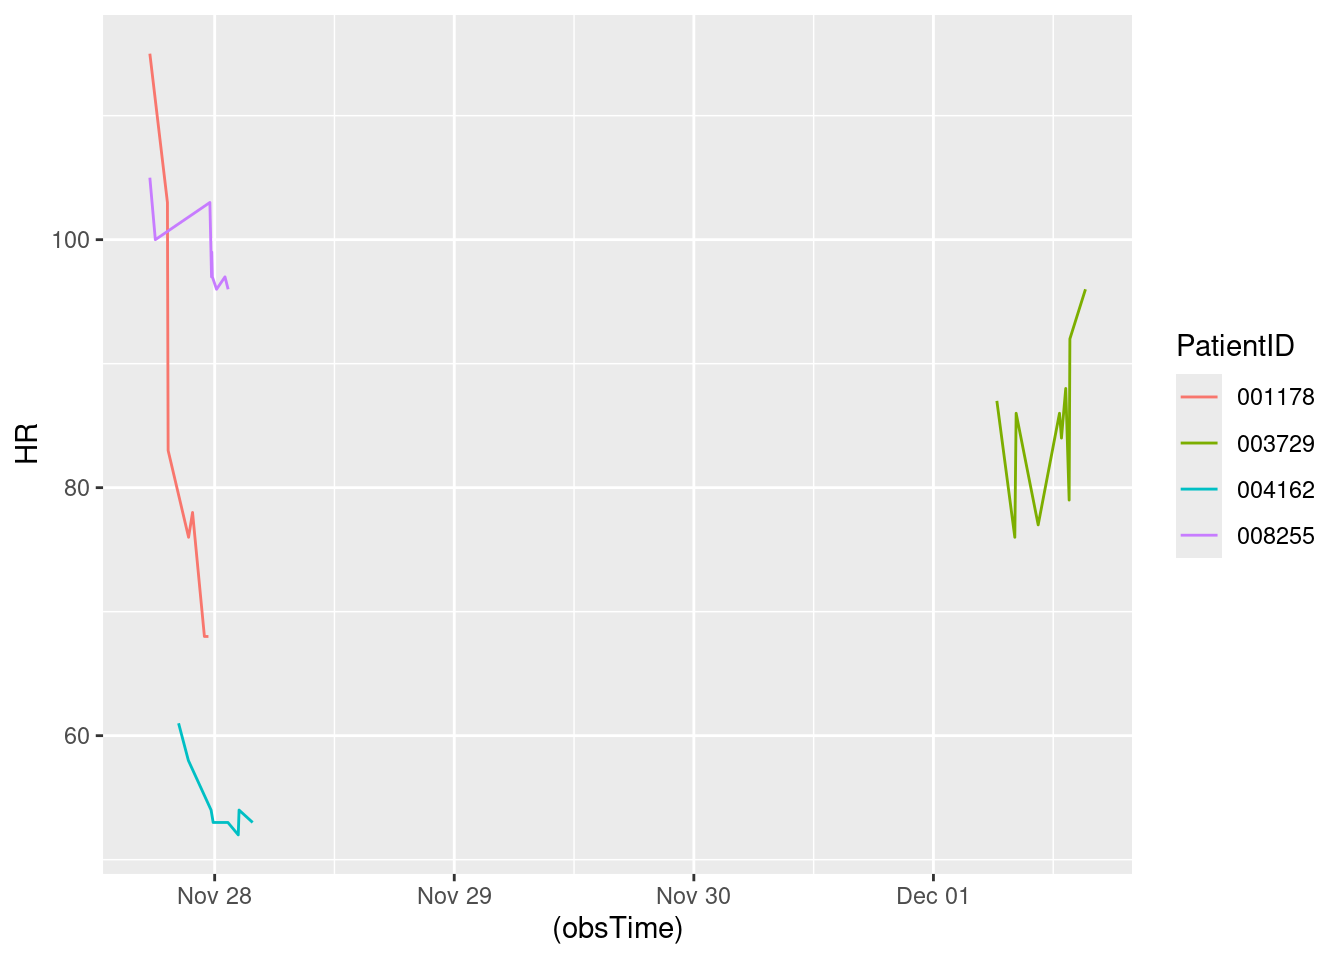 HR
100
80
60
Nov 28
Nov 29
Nov 30
Dec 01
(obsTime)
PatientID
001178
003729
004162
008255